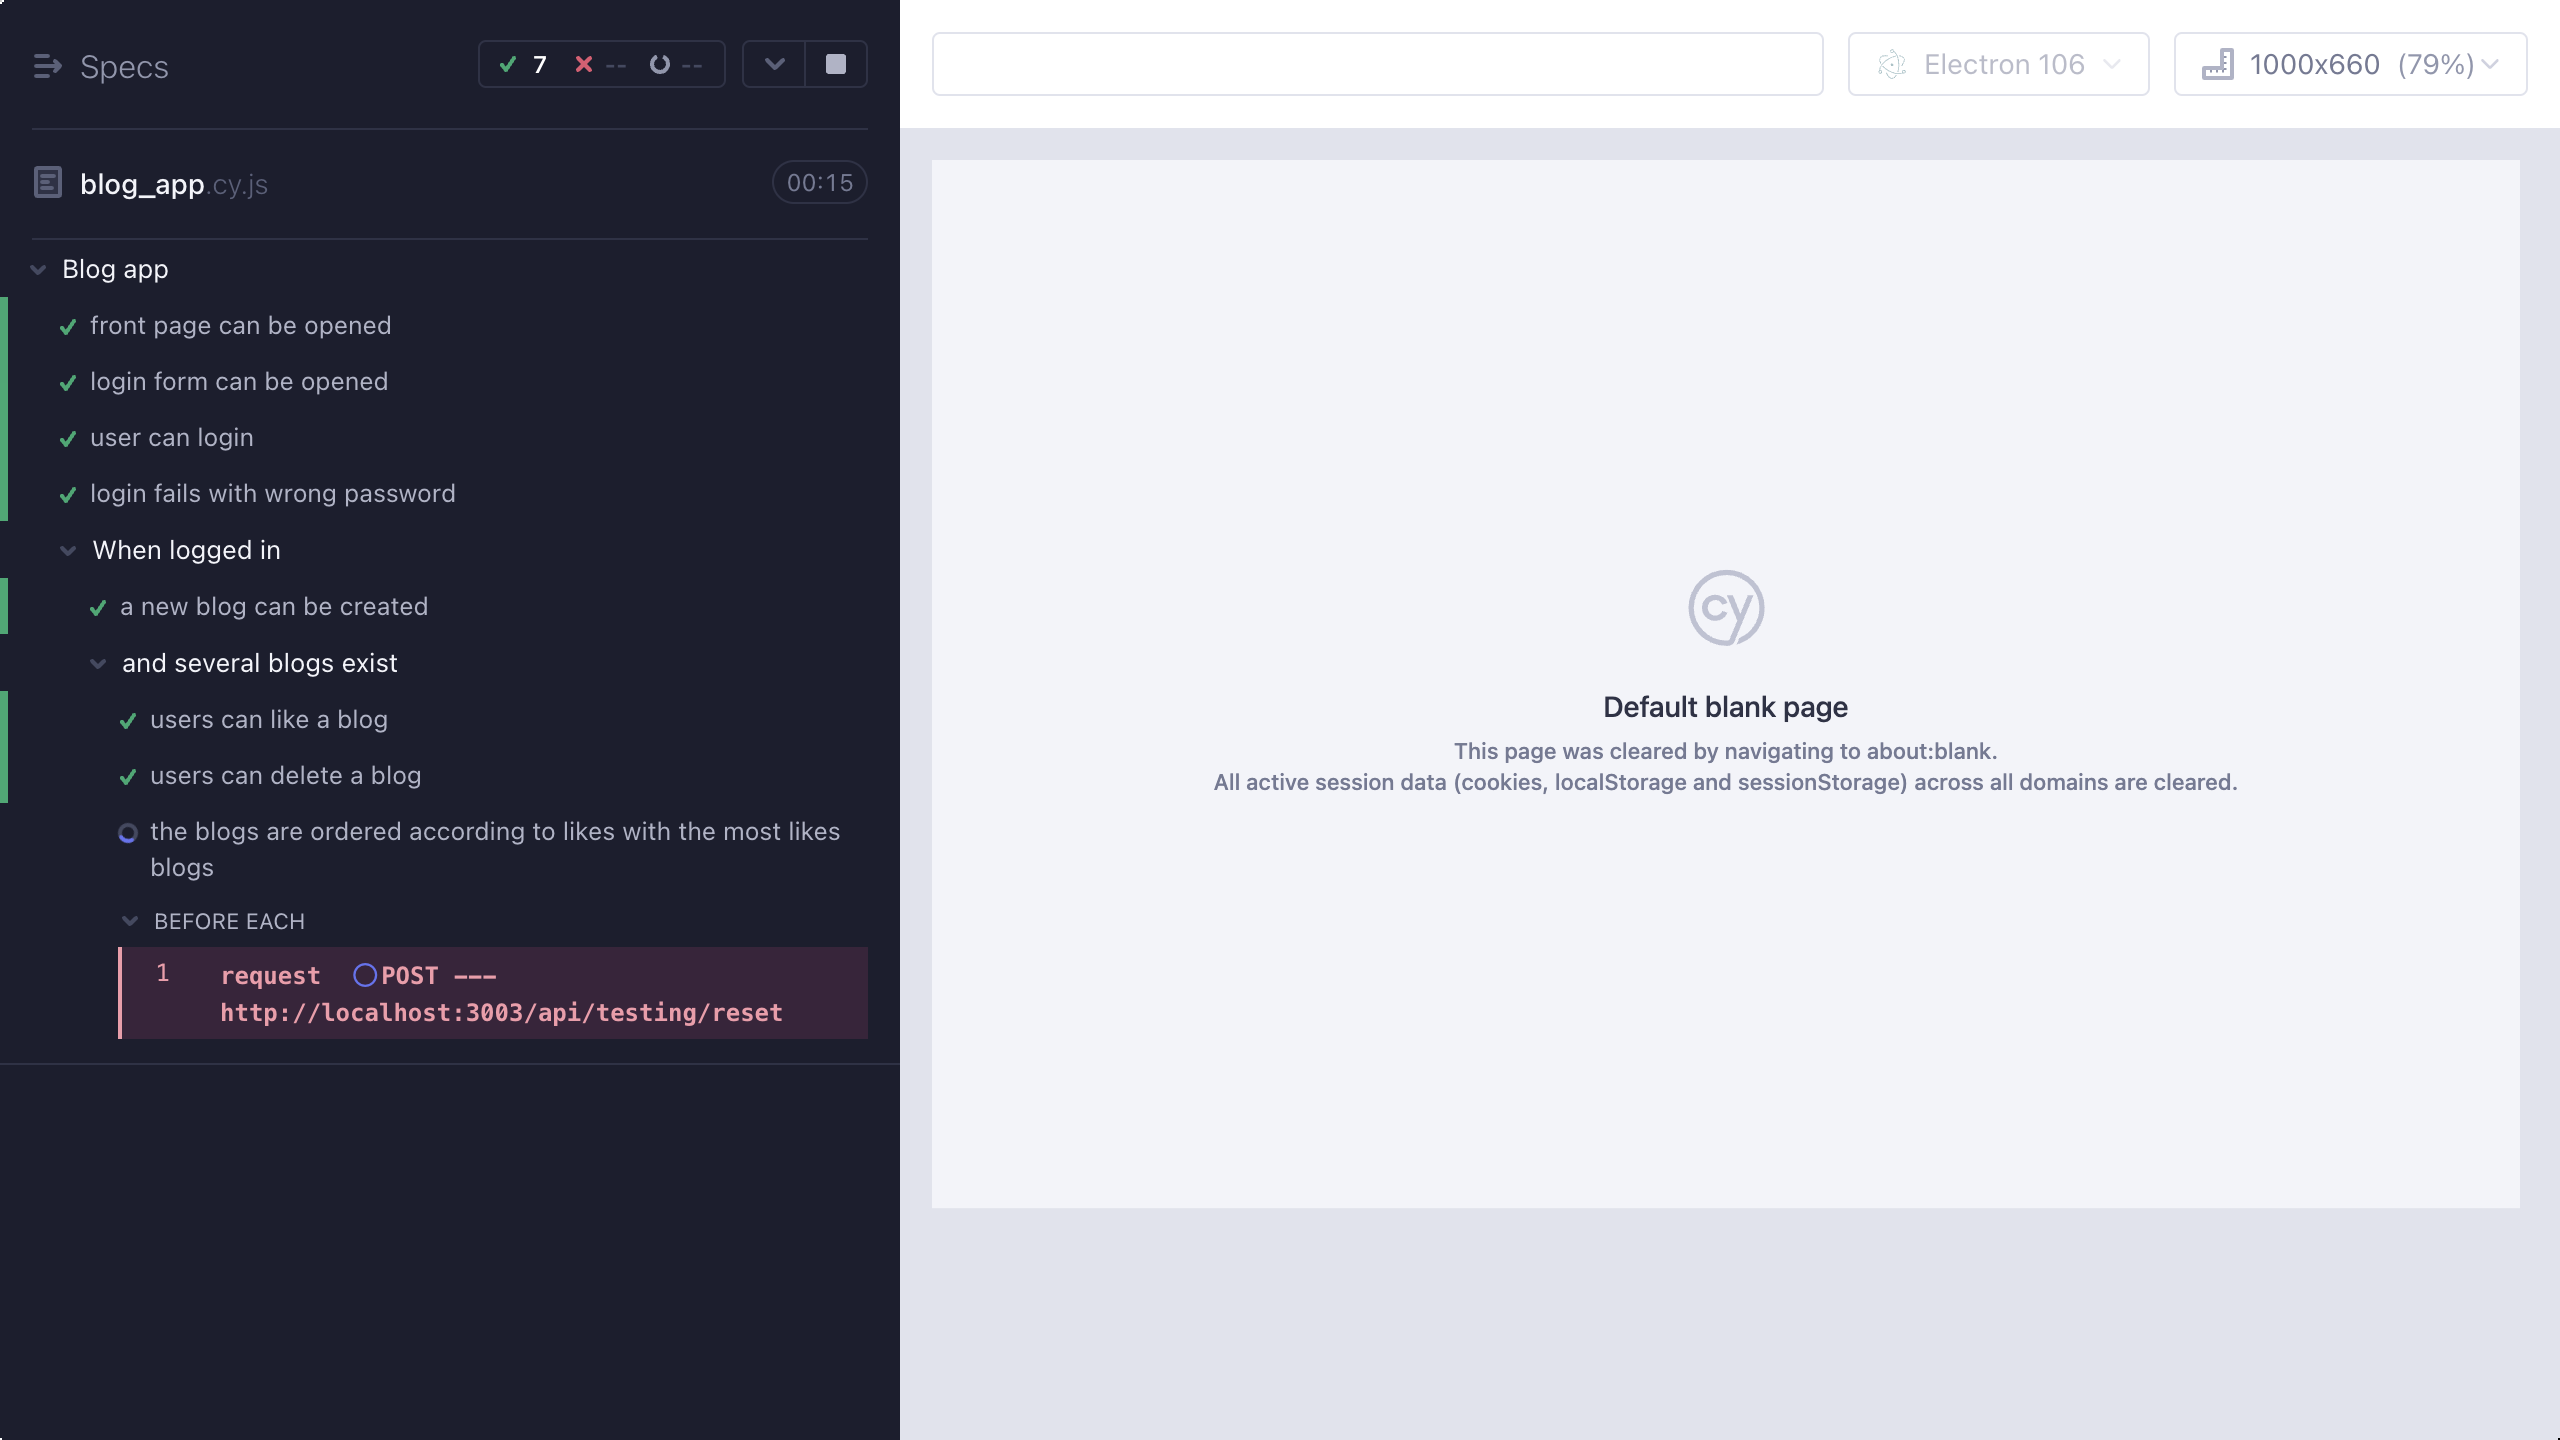 Specs
7 -- --
blog_app.cy.js 00:15
Blog app
front page can be opened
login form can be opened
user can login
login fails with wrong password
When logged in
a new blog can be created
and several blogs exist
users can like a blog
users can delete a blog
the blogs are ordered according to likes with the most likes
blogs
BEFORE EACH
1 request POST ---
http://localhost:3003/api/testing/reset
Electron 106
1000x660 (79%)
cy
Default blank page
This page was cleared by navigating to about:blank.
All active session data (cookies, localStorage and sessionStorage) across all domains are cleared.